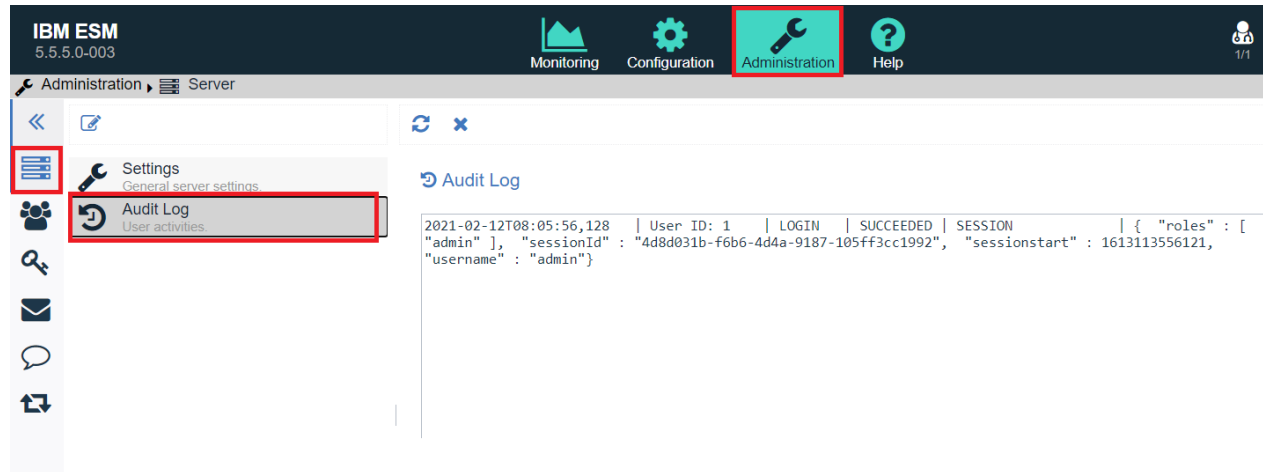 IBM ESM
5.5.5.0-003
Monitoring
Configuration
Administration
Help
1/1
Administration
Server
Settings
General server settings.
Audit Log
User activities.
Audit Log
2021-02-12T08:05:56,128 | User ID: 1 | LOGIN | SUCCEEDED | SESSION | { "roles" : [
"admin" ], "sessionId" : "4d8d031b-f6b6-4d4a-9187-105ff3cc1992", "sessionstart" : 1613113556121,
"username" : "admin"}